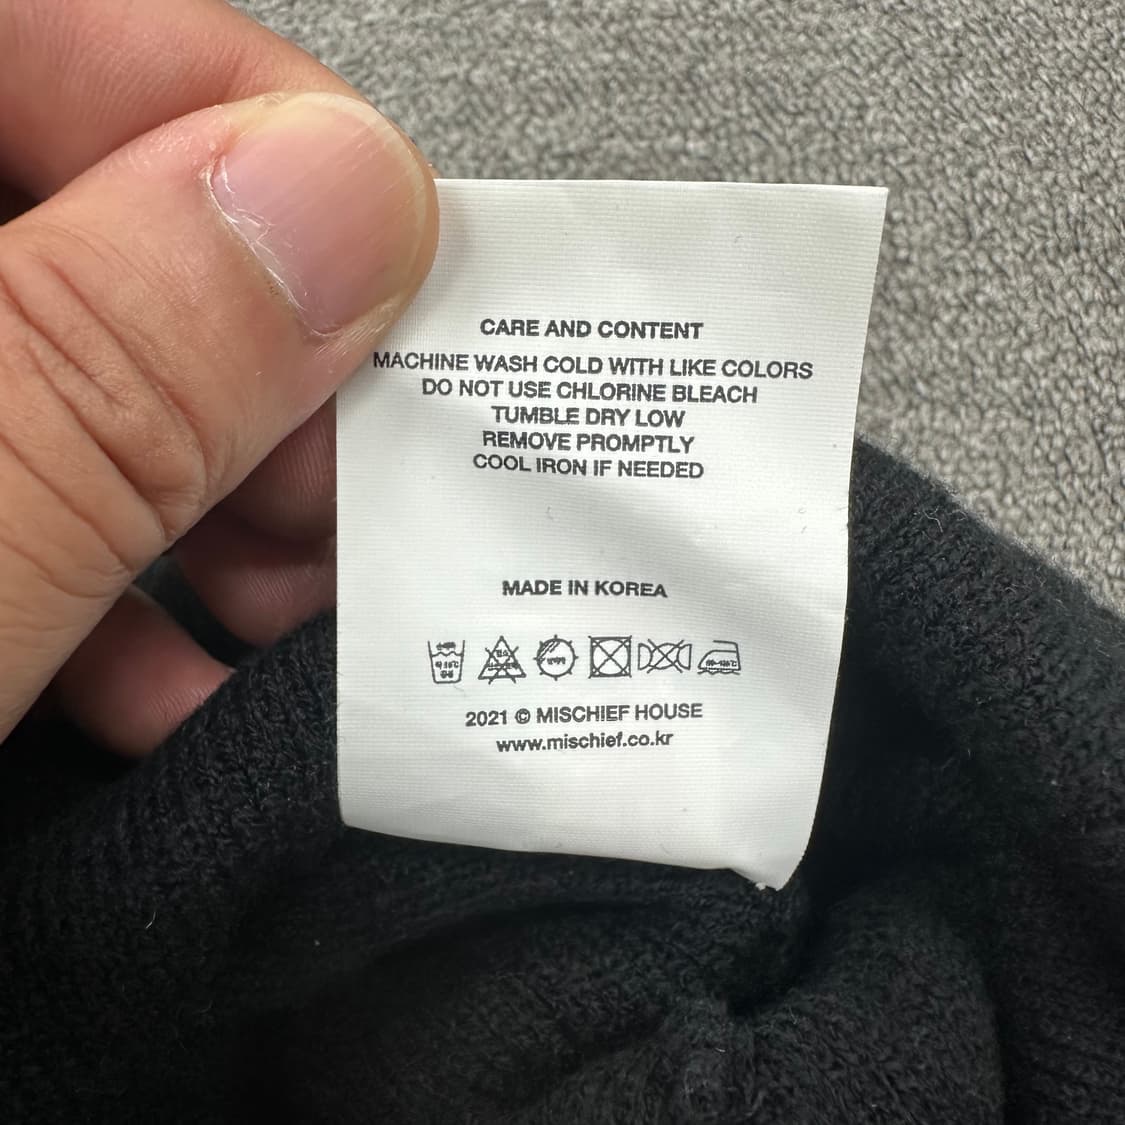 CARE AND CONTENT
MACHINE WASH COLD WITH LIKE COLORS
DO NOT USE CHLORINE BLEACH
TUMBLE DRY LOW
REMOVE PROMPTLY
COOL IRON IF NEEDED
MADE IN KOREA
2021 © MISCHIEF HOUSE
www.mischief.co.kr